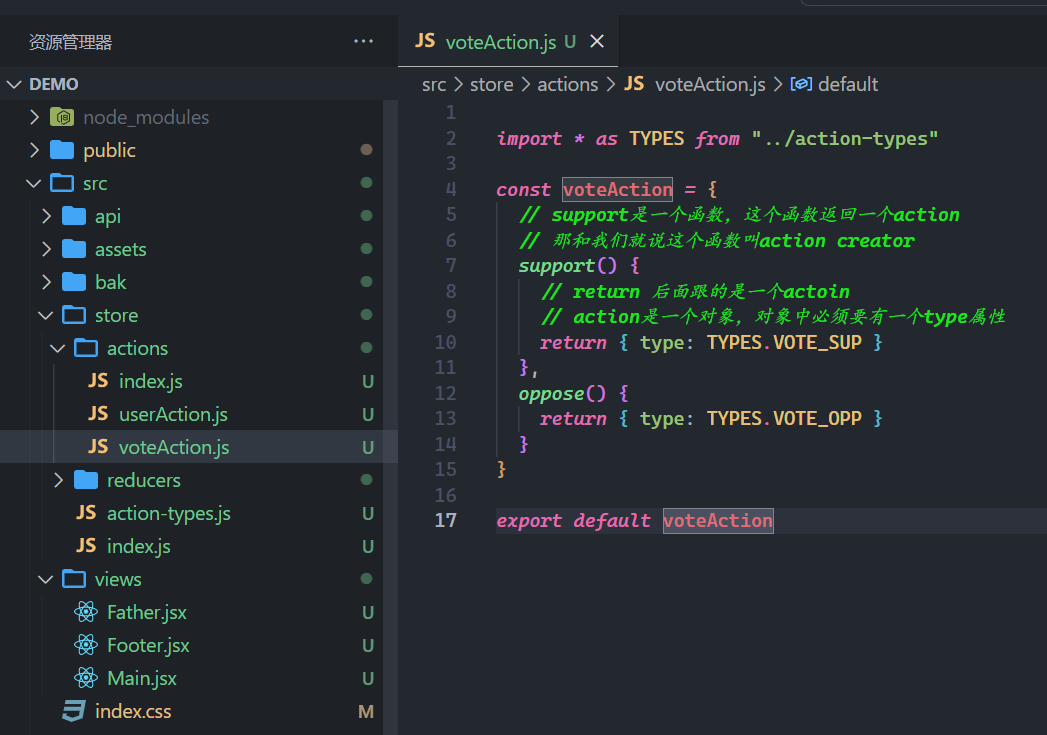 资源管理器
···
DEMO
node_modules
public
src
api
assets
bak
store
actions
JS index.js U
JS userAction.js U
JS voteAction.js U
reducers
JS action-types.js U
JS index.js U
views
Father.jsx U
Footer.jsx U
Main.jsx U
index.css M
JS voteAction.js U ×
src > store > actions > JS voteAction.js > default
1
2 import * as TYPES from "../action-types"
3
4 const voteAction = {
5 // support是一个函数，这个函数返回一个action
6 // 那和我们就说这个函数叫action creator
7 support() {
8 // return 后面跟的是一个actoin
9 // action是一个对象，对象中必须要有一个type属性
10 return { type: TYPES.VOTE_SUP }
11 },
12 oppose() {
13 return { type: TYPES.VOTE_OPP }
14 }
15 }
16
17 export default voteAction